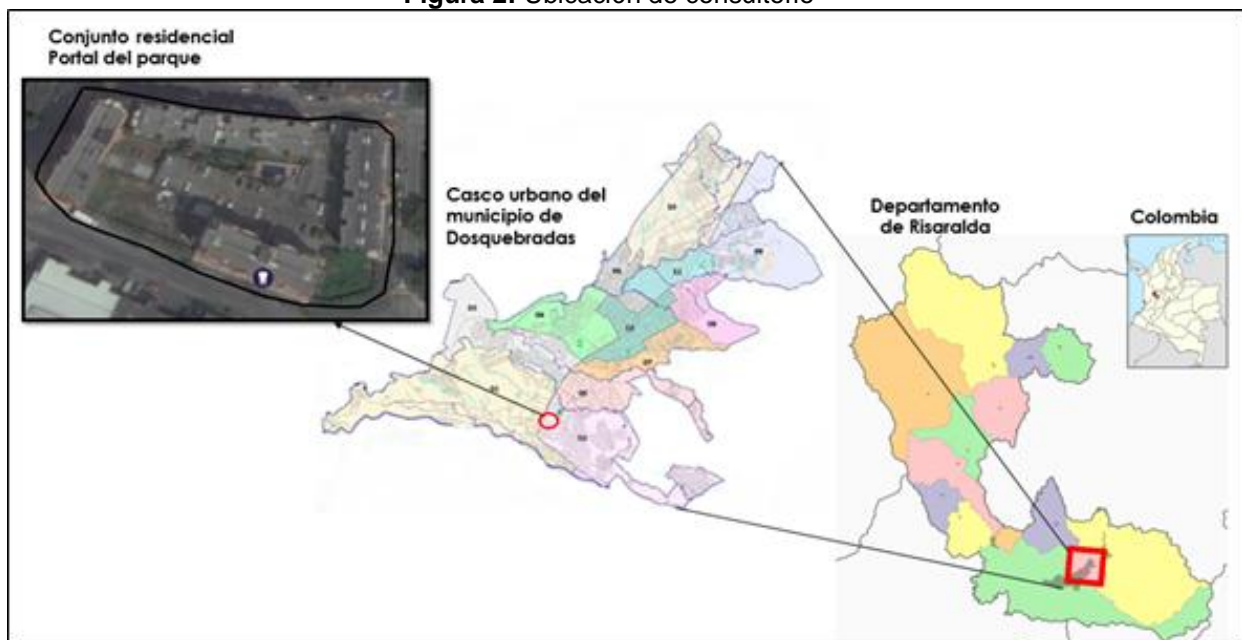 Figura 2. Ubicación de consultorio
Conjunto residencial
Portal del parque
Casco urbano del
municipio de
Dosquebradas
Departamento
de Risaralda
Colombia